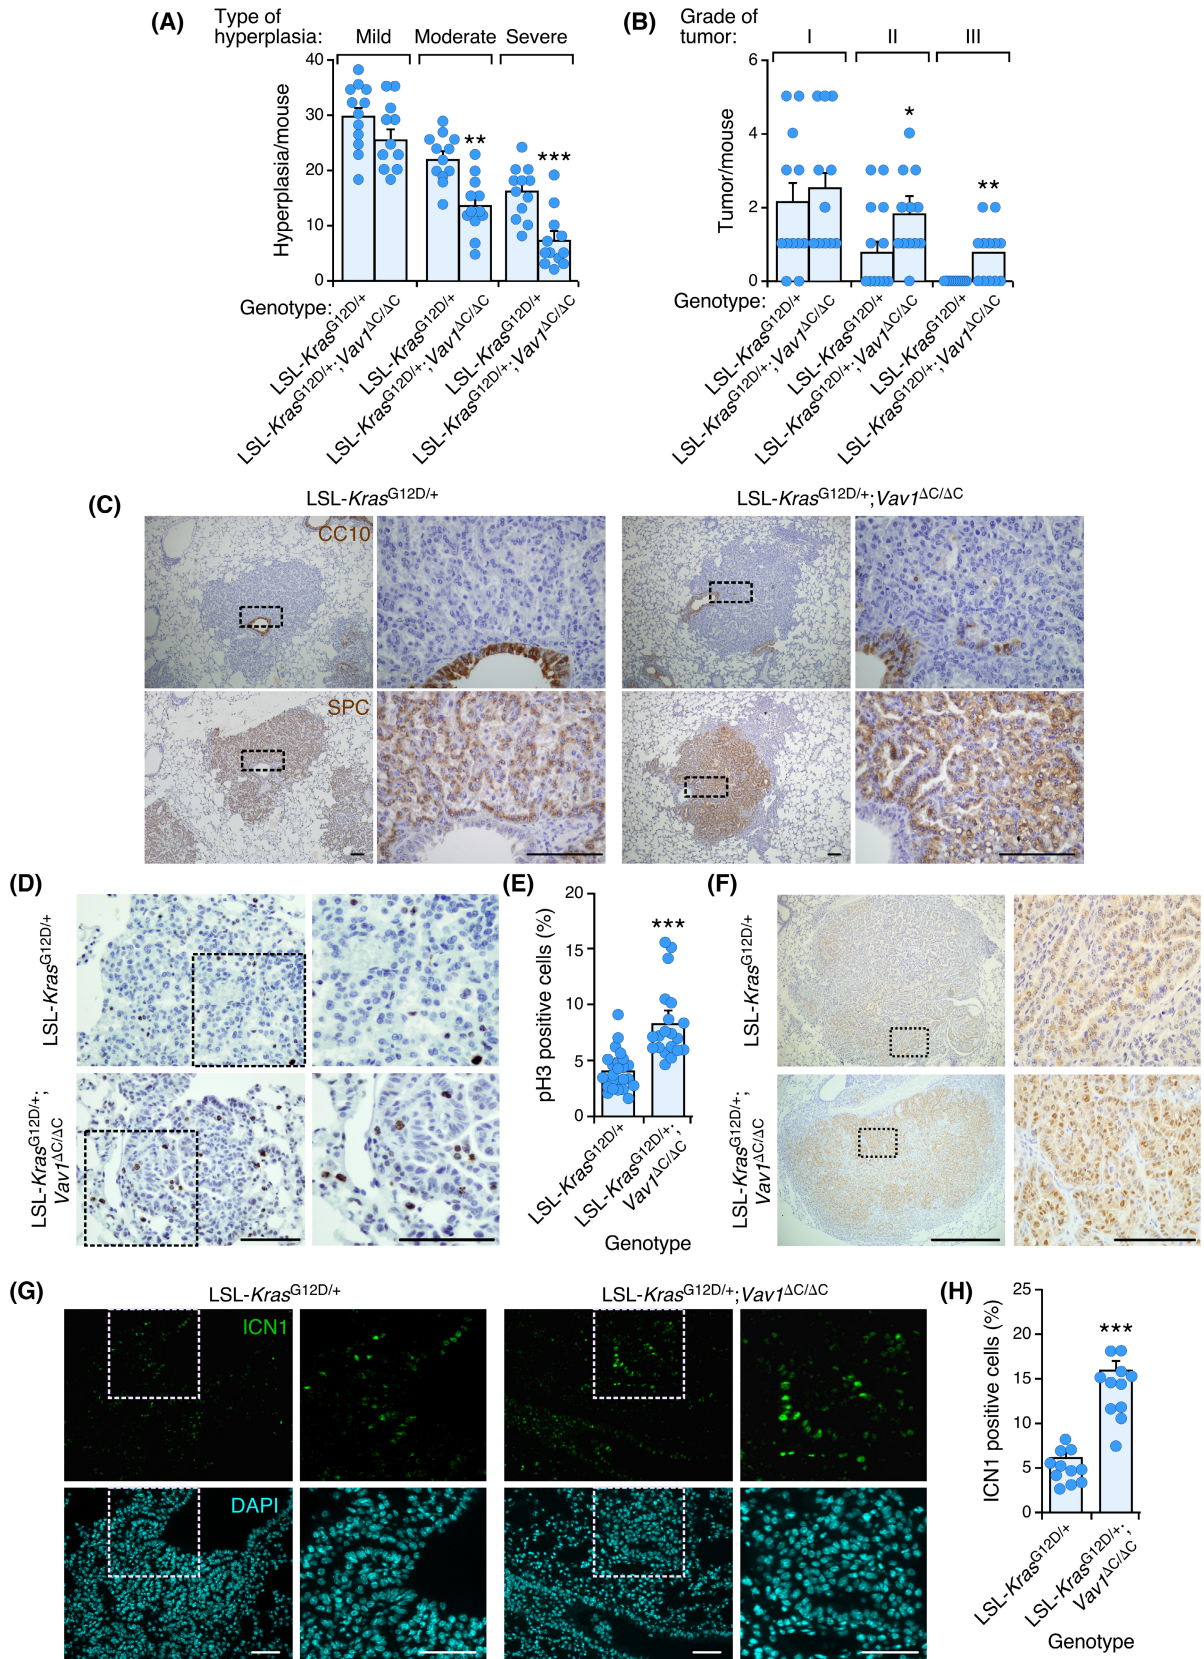 (A)
Type of
hyperplasia:
Mild
Moderate
Severe
40
30
20
10
0
Hyperplasia/mouse
**
***
Genotype:
LSL-KrasG12D/+
LSL-KrasG12D/+;Vav1ΔC/ΔC
LSL-KrasG12D/+
LSL-KrasG12D/+;Vav1ΔC/ΔC
LSL-KrasG12D/+
LSL-KrasG12D/+;Vav1ΔC/ΔC
(B)
Grade of
tumor:
I
II
III
6
4
2
0
Tumor/mouse
*
**
Genotype:
LSL-KrasG12D/+
LSL-KrasG12D/+;Vav1ΔC/ΔC
LSL-KrasG12D/+
LSL-KrasG12D/+;Vav1ΔC/ΔC
LSL-KrasG12D/+
LSL-KrasG12D/+;Vav1ΔC/ΔC
(C)
LSL-KrasG12D/+
LSL-KrasG12D/+;Vav1ΔC/ΔC
CC10
SPC
(D)
LSL-KrasG12D/+
LSL-KrasG12D/+;
Vav1ΔC/ΔC
(E)
20
15
10
5
0
pH3 positive cells (%)
***
LSL-KrasG12D/+
LSL-KrasG12D/+;
Vav1ΔC/ΔC
Genotype
(F)
LSL-KrasG12D/+
LSL-KrasG12D/+;
Vav1ΔC/ΔC
(G)
LSL-KrasG12D/+
LSL-KrasG12D/+;Vav1ΔC/ΔC
ICN1
DAPI
(H)
25
20
15
10
5
0
ICN1 positive cells (%)
***
LSL-KrasG12D/+
LSL-KrasG12D/+;
Vav1ΔC/ΔC
Genotype